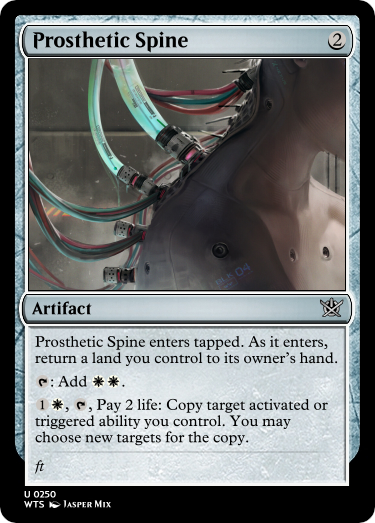 Prosthetic Spine 2
Artifact
Prosthetic Spine enters tapped. As it enters,
return a land you control to its owner's hand.
: Add .
1 , , Pay 2 life: Copy target activated or
triggered ability you control. You may
choose new targets for the copy.
ft
U 0250
WTS Jasper Mix